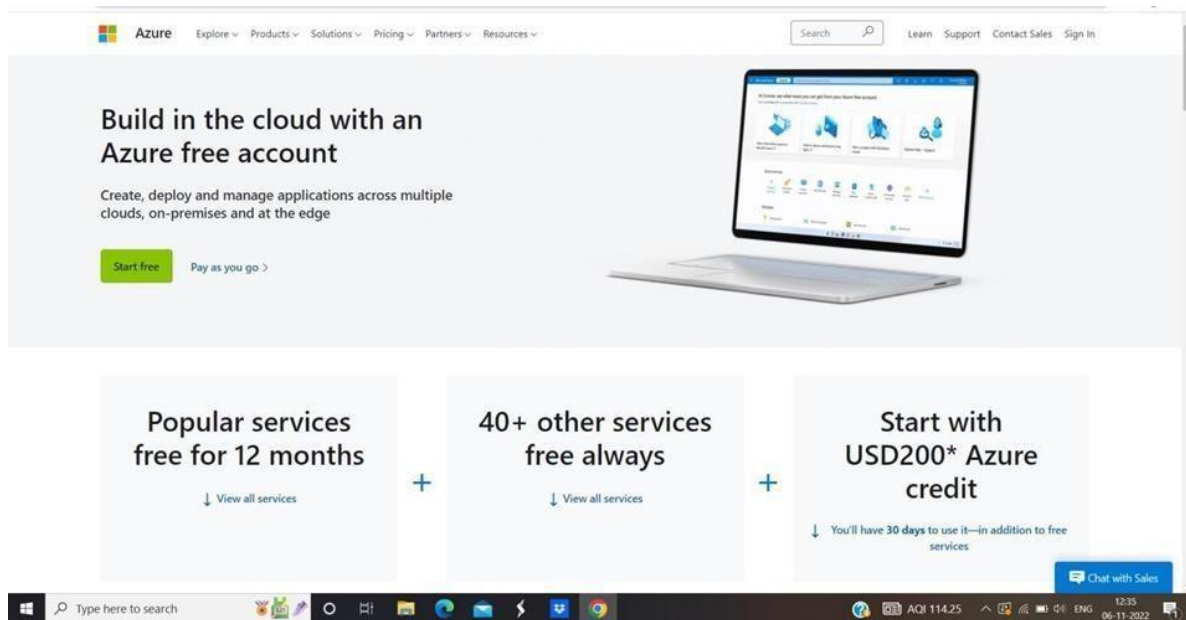 Azure Explore Products Solutions Pricing Partners Resources Search Learn Support Contact Sales Sign In
Build in the cloud with an
Azure free account
Create, deploy and manage applications across multiple
clouds, on-premises and at the edge
Start free Pay as you go >
Popular services
free for 12 months
↓ View all services
+
40+ other services
free always
↓ View all services
+
Start with
USD200* Azure
credit
↓ You'll have 30 days to use it—in addition to free
services
Chat with Sales
Type here to search
AQI 114.25
ENG
12:35
06-11-2022